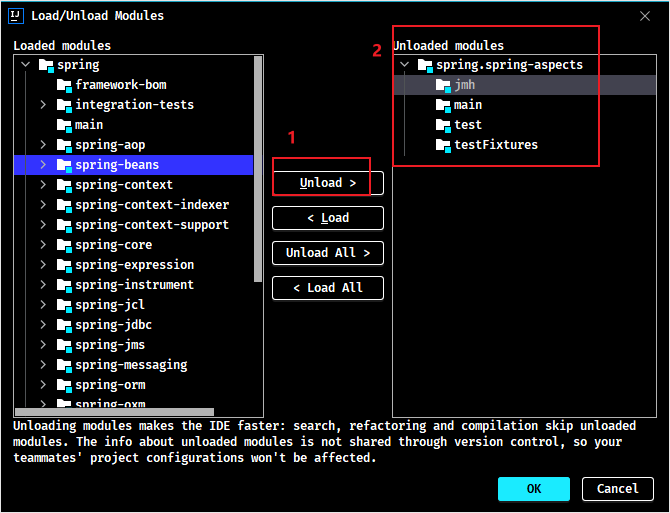 IJ Load/Unload Modules
Loaded modules
spring
framework-bom
integration-tests
main
spring-aop
spring-beans
spring-context
spring-context-indexer
spring-context-support
spring-core
spring-expression
spring-instrument
spring-jcl
spring-jdbc
spring-jms
spring-messaging
spring-orm
spring-oxm
1
Unload >
< Load
Unload All >
< Load All
2
Unloaded modules
spring.spring-aspects
jmh
main
test
testFixtures
Unloading modules makes the IDE faster: search, refactoring and compilation skip unloaded
modules. The info about unloaded modules is not shared through version control, so your
teammates' project configurations won't be affected.
OK
Cancel